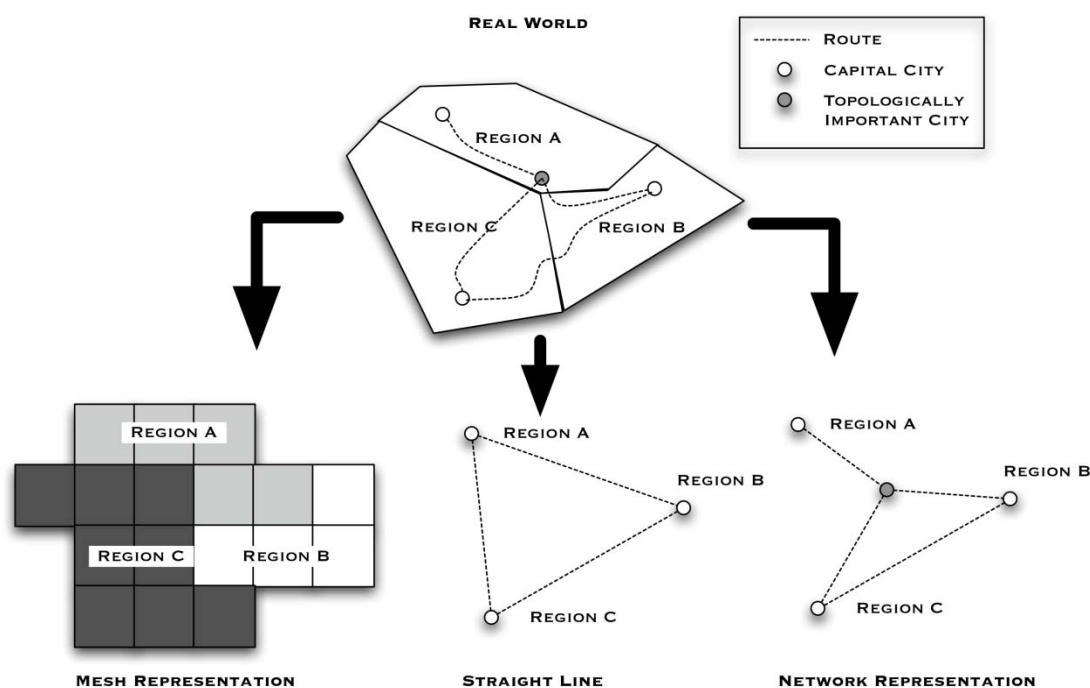 REAL WORLD
ROUTE
CAPITAL CITY
TOPOLOGICALLY
IMPORTANT CITY
REGION A
REGION C
REGION B
REGION A
REGION C
REGION B
REGION A
REGION B
REGION C
REGION A
REGION B
REGION C
MESH REPRESENTATION
STRAIGHT LINE
NETWORK REPRESENTATION